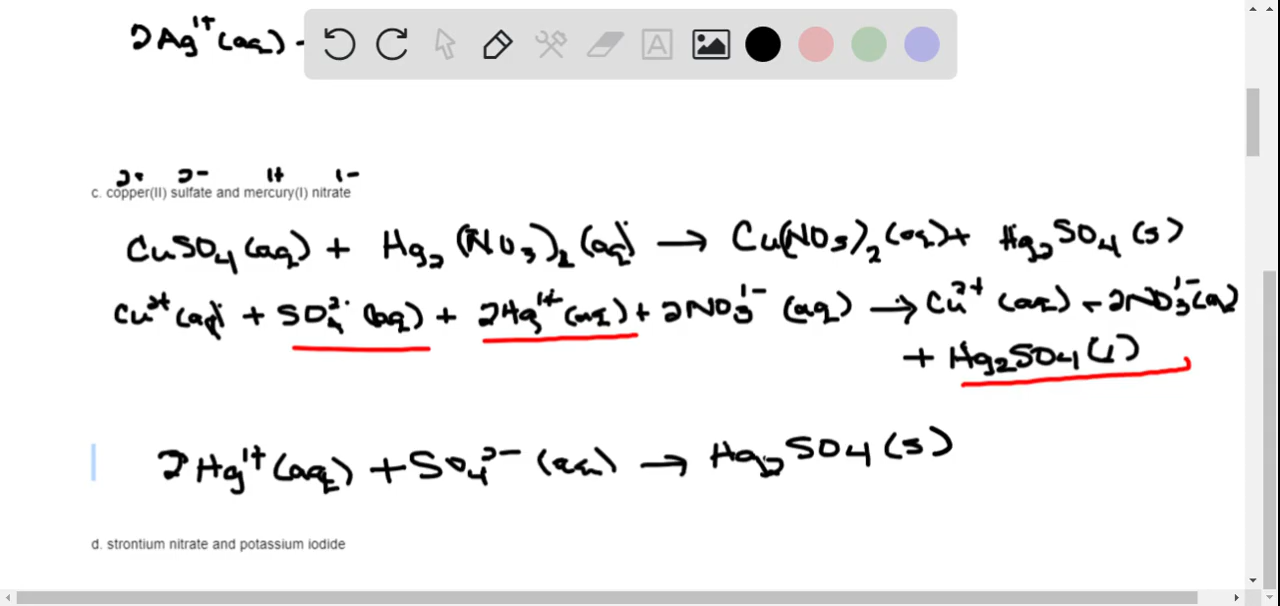 2Ag¹⁺(aq) -
A
2+ 2- 1+ 1-
c. copper(II) sulfate and mercury(I) nitrate
CuSO₄(aq) + Hg₂(NO₃)₂(aq) → Cu(NO₃)₂(aq) + Hg₂SO₄(s)
Cu²⁺(aq) + SO₄²⁻(aq) + 2Hg¹⁺(aq) + 2NO₃¹⁻(aq) → Cu²⁺(aq) + 2NO₃¹⁻(aq)
+ Hg₂SO₄(s)
2Hg¹⁺(aq) + SO₄²⁻(aq) → Hg₂SO₄(s)
d. strontium nitrate and potassium iodide